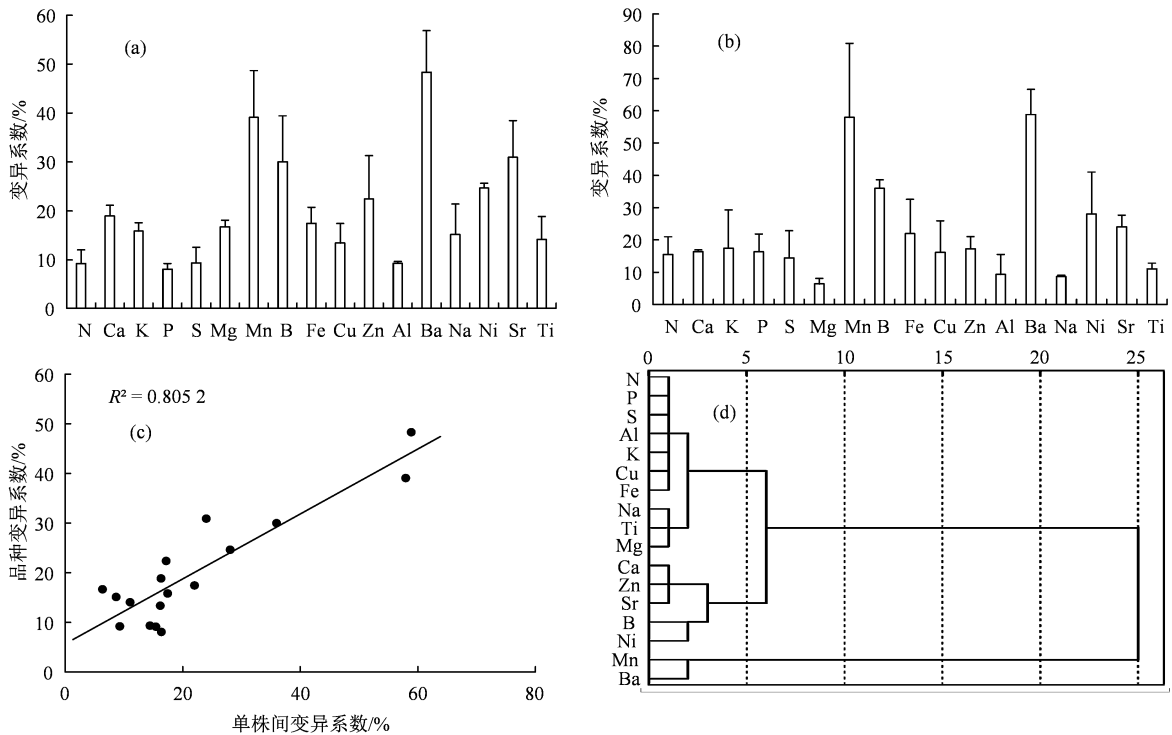 60
50
40
30
20
10
0
变异系数/%
(a)
N Ca K P S Mg Mn B Fe Cu Zn Al Ba Na Ni Sr Ti
90
80
70
60
50
40
30
20
10
0
变异系数/%
(b)
N Ca K P S Mg Mn B Fe Cu Zn Al Ba Na Ni Sr Ti
60
50
40
30
20
10
0
品种变异系数/%
R² = 0.805 2
(c)
0 20 40 60 80
单株间变异系数/%
0 5 10 15 20 25
(d)
N
P
S
Al
K
Cu
Fe
Na
Ti
Mg
Ca
Zn
Sr
B
Ni
Mn
Ba